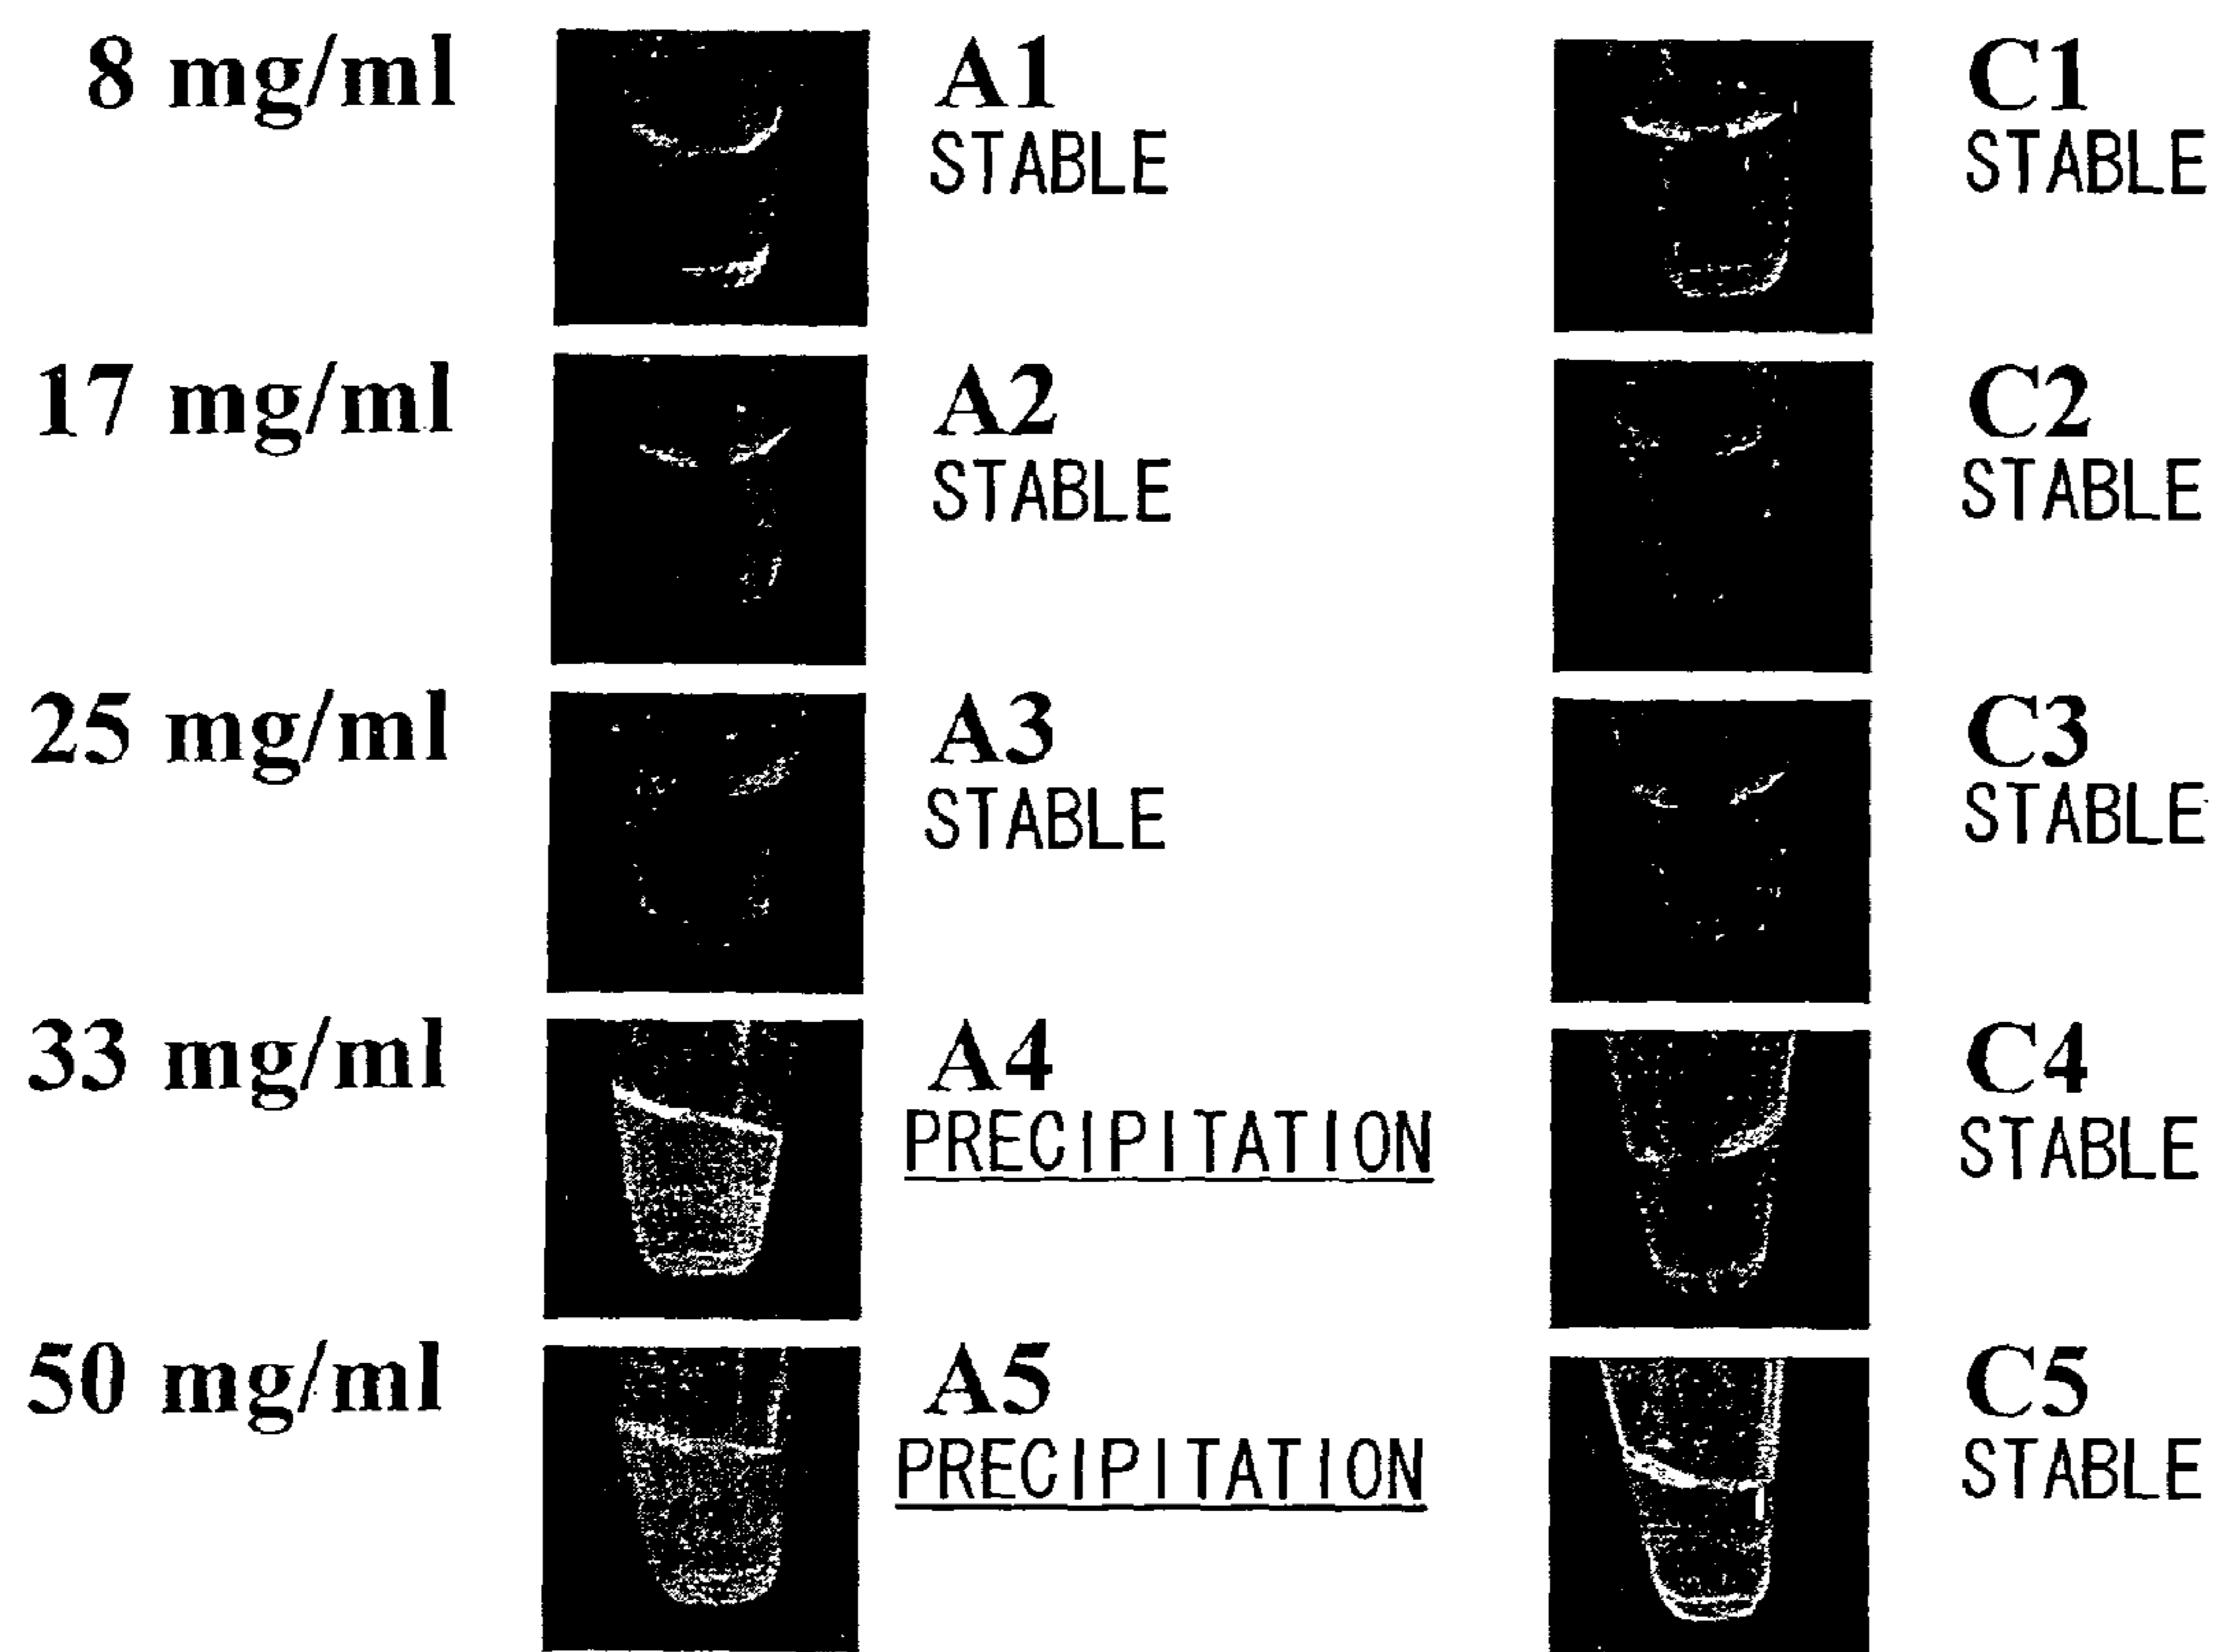 8 mg/ml
A1
STABLE
C1
STABLE
17 mg/ml
A2
STABLE
C2
STABLE
25 mg/ml
A3
STABLE
C3
STABLE
33 mg/ml
A4
PRECIPITATION
C4
STABLE
50 mg/ml
A5
PRECIPITATION
C5
STABLE